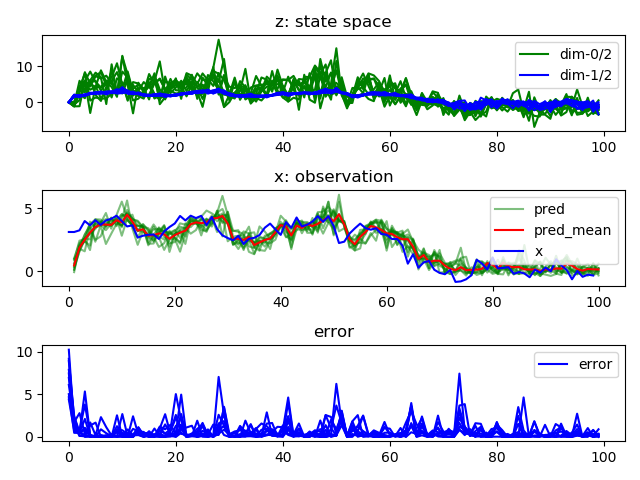 z: state space
10
0
dim-0/2
dim-1/2
0 20 40 60 80 100
x: observation
5
0
pred
pred_mean
x
0 20 40 60 80 100
error
10
5
0
error
0 20 40 60 80 100